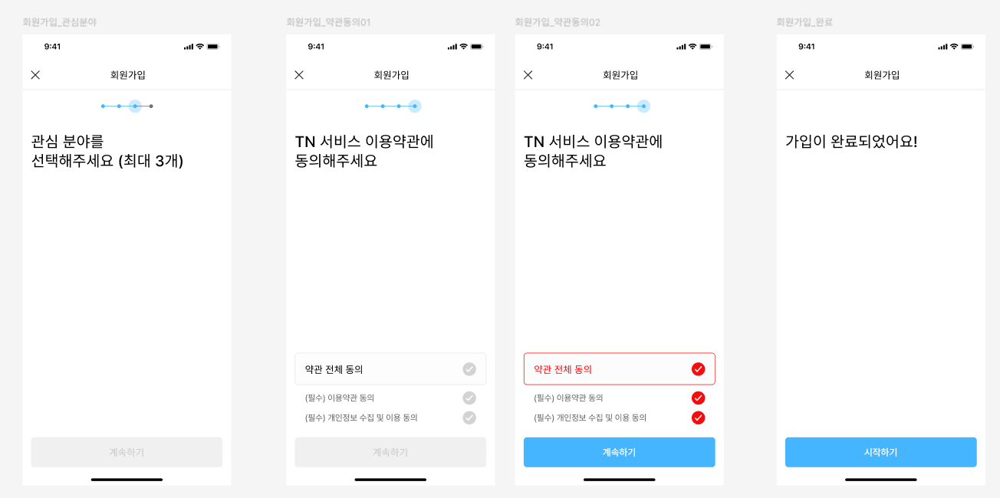 회원가입_관심분야
9:41
회원가입
관심 분야를
선택해주세요 (최대 3개)
계속하기
회원가입_약관동의01
9:41
회원가입
TN 서비스 이용약관에
동의해주세요
약관 전체 동의
(필수) 이용약관 동의
(필수) 개인정보 수집 및 이용 동의
계속하기
회원가입_약관동의02
9:41
회원가입
TN 서비스 이용약관에
동의해주세요
약관 전체 동의
(필수) 이용약관 동의
(필수) 개인정보 수집 및 이용 동의
계속하기
회원가입_완료
9:41
회원가입
가입이 완료되었어요!
시작하기